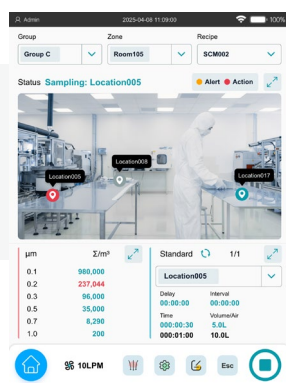 Admin 2025-04-08 11:09:00 100%
Group Zone Recipe
Group C Room105 SCM002
Status Sampling: Location005 Alert Action
Location008
Location005 Location017
µm Σ/m³ Standard 1/1
0.1 980,000
0.2 237,044
0.3 96,000
0.5 35,000
0.7 8,290
1.0 200
Location005
Delay Interval
00:00:00 00:00:00
Time Volume/Air
000:00:30 5.0L
000:01:00 10.0L
10LPM Esc